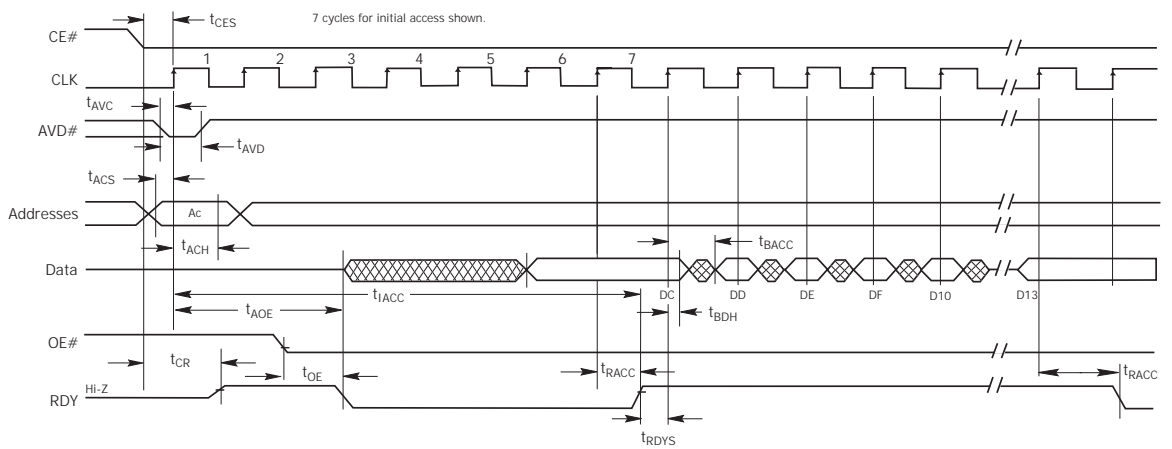 tCES
7 cycles for initial access shown.
CE#
1 2 3 4 5 6 7
CLK
tAVC
AVD#
tAVD
tACS
Addresses
Ac
tACH
tBACC
Data
tIACC
DC DD DE DF D10 D13
tAOE
tBDH
OE#
tCR
tOE
tRACC
tRACC
Hi-Z
RDY
tRDYS